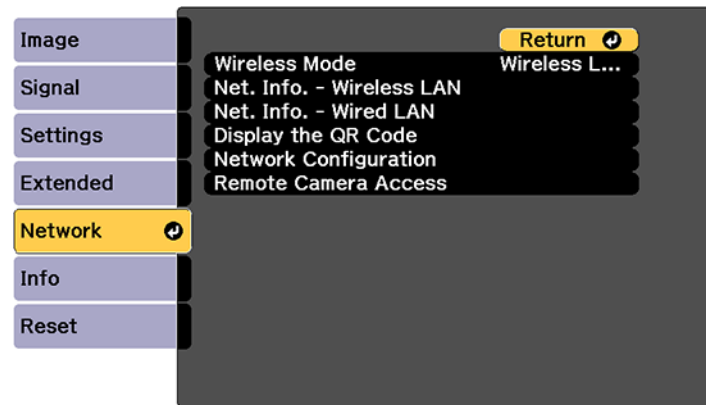 Image
Signal
Settings
Extended
Network
Info
Reset
Return
Wireless Mode Wireless L...
Net. Info. - Wireless LAN
Net. Info. - Wired LAN
Display the QR Code
Network Configuration
Remote Camera Access